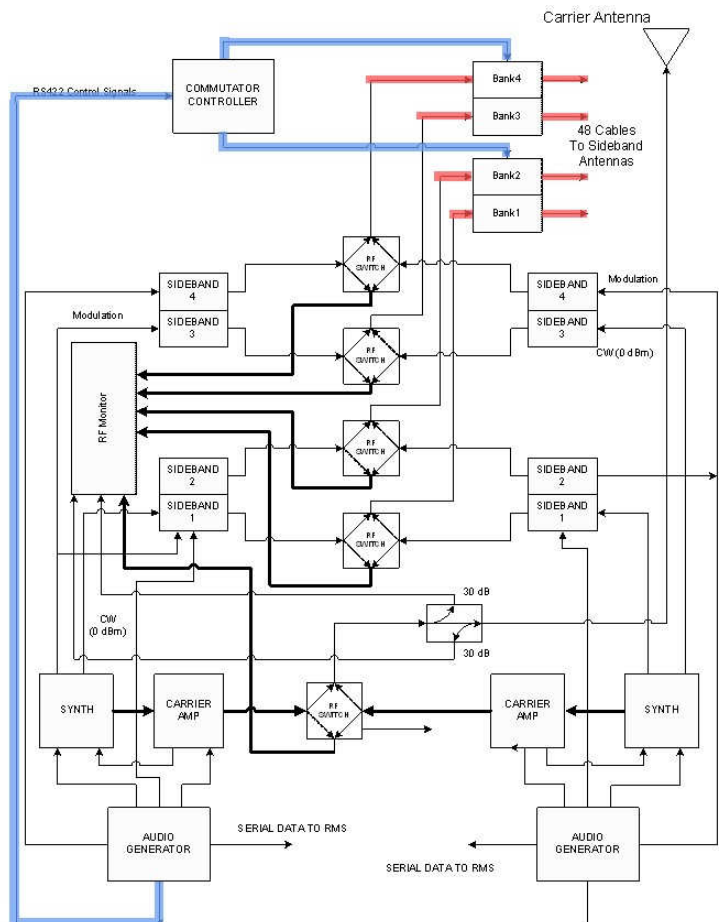 Carrier Antenna
RS422 Control Signals
COMMUTATOR
CONTROLLER
Bank4
Bank3
48 Cables
To Sideband
Antennas
Bank2
Bank1
RF
SWITCH
SIDEBAND
4
SIDEBAND
3
Modulation
SIDEBAND
4
SIDEBAND
3
Modulation
CW (0 dBm)
RF
SWITCH
RF Monitor
RF
SWITCH
SIDEBAND
2
SIDEBAND
1
SIDEBAND
2
SIDEBAND
1
RF
SWITCH
30 dB
CW
(0 dBm)
30 dB
SYNTH
CARRIER
AMP
RF
SWITCH
CARRIER
AMP
SYNTH
AUDIO
GENERATOR
SERIAL DATA TO RMS
SERIAL DATA TO RMS
AUDIO
GENERATOR